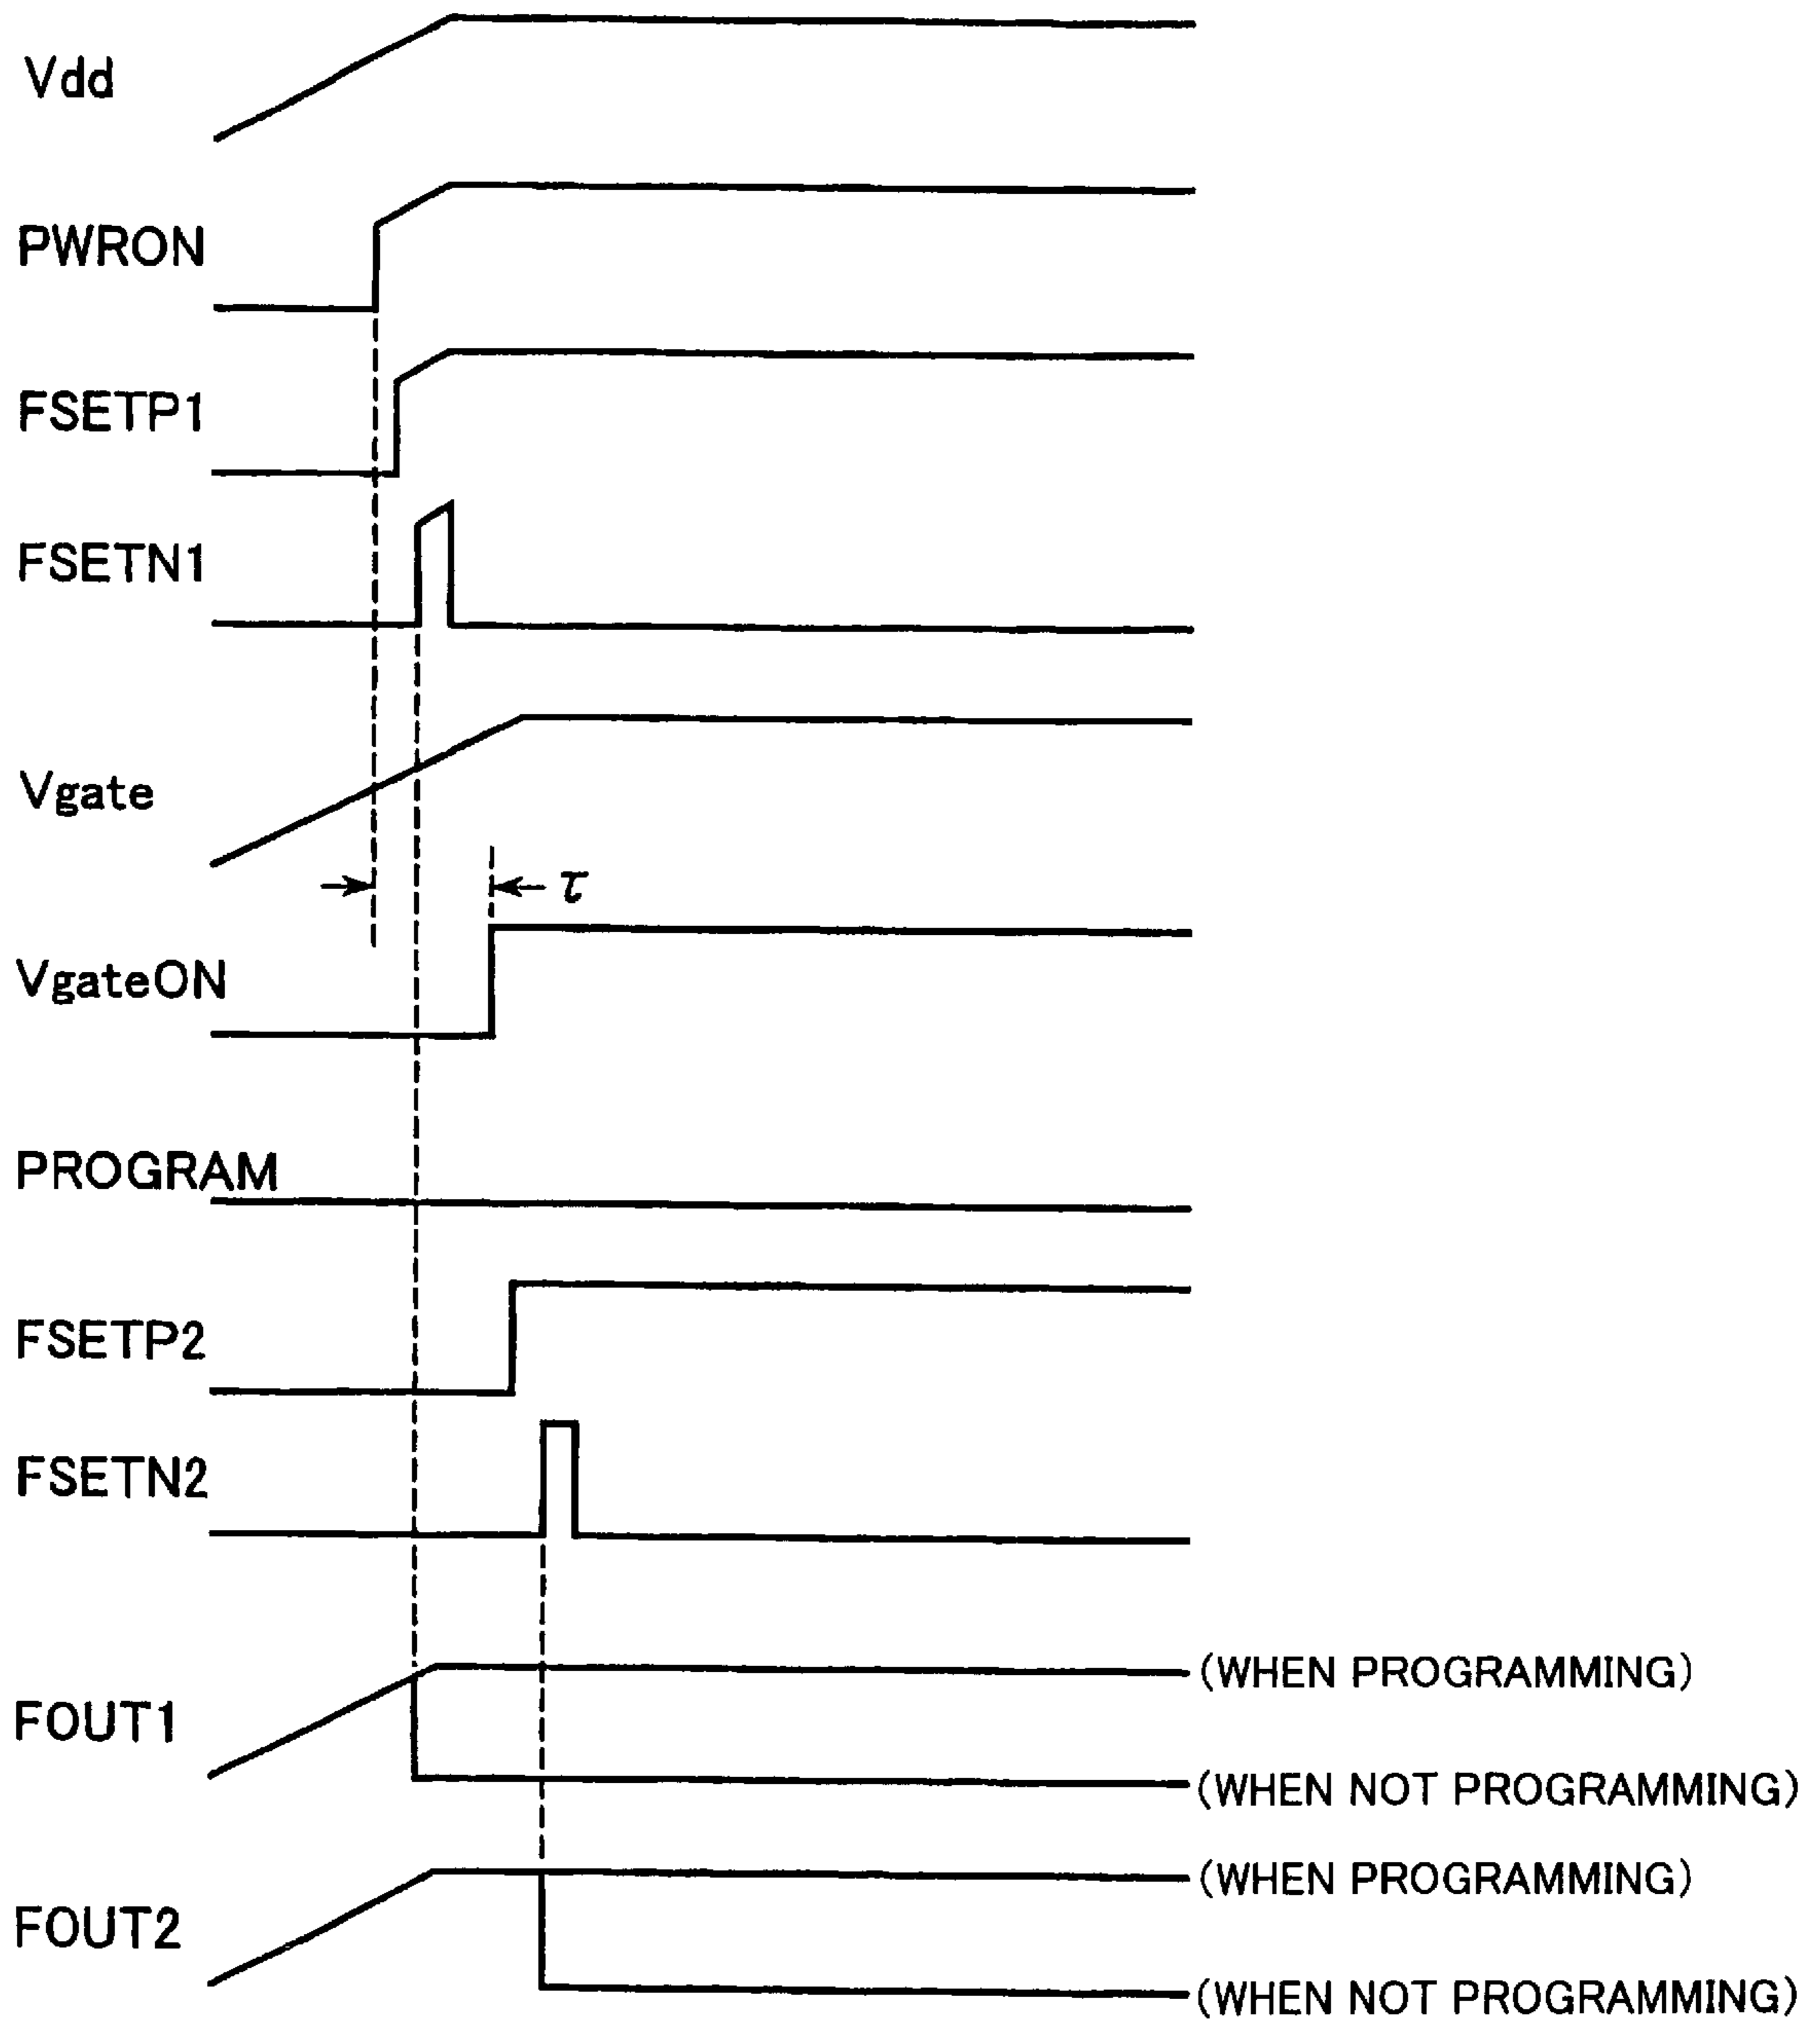 Vdd
PWRON
FSETP1
FSETN1
Vgate
τ
VgateON
PROGRAM
FSETP2
FSETN2
(WHEN PROGRAMMING)
FOUT1
(WHEN NOT PROGRAMMING)
(WHEN PROGRAMMING)
FOUT2
(WHEN NOT PROGRAMMING)